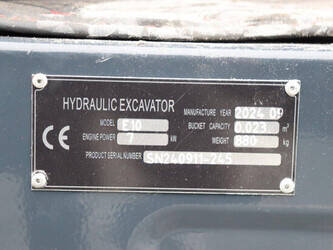 HYDRAULIC EXCAVATOR
MANUFACTURE YEAR 2024 09
MODEL E10
BUCKET CAPACITY 0.023 m³
CE
ENGINE POWER 7 kW
WEIGHT 880 kg
PRODUCT SERIAL NUMBER SN240911-745